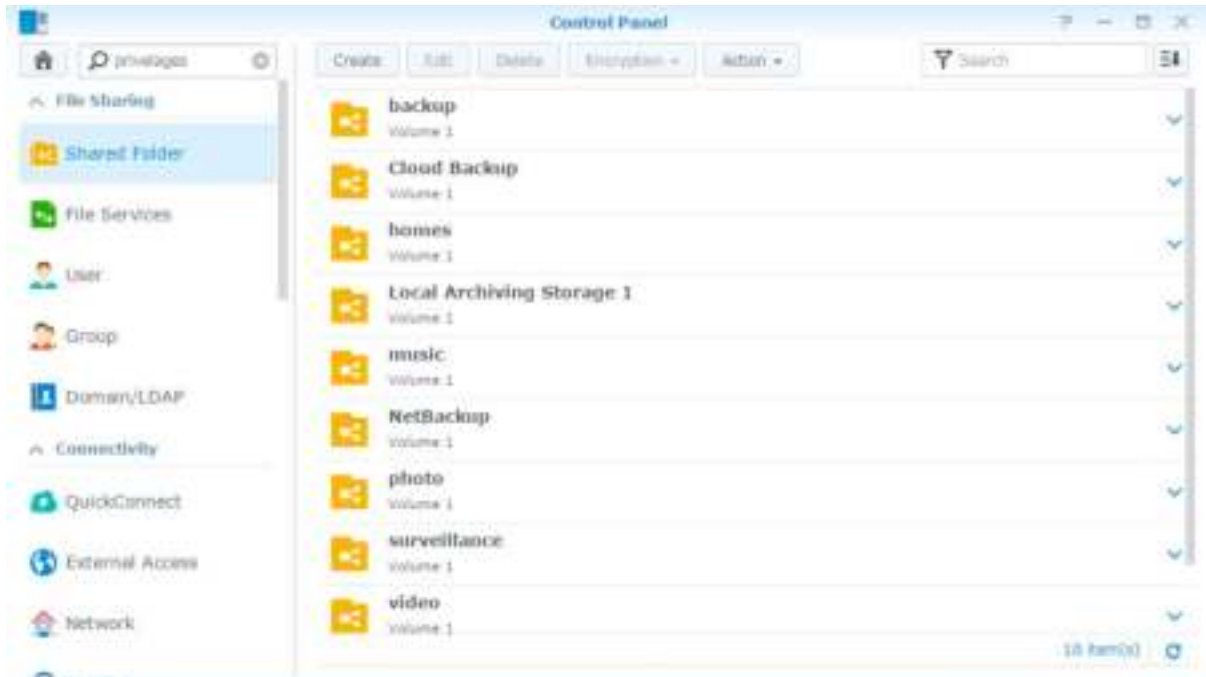 Control Panel
privelages
Create Edit Delete Encryption Action
Search
File Sharing
Shared Folder
File Services
User
Group
Domain/LDAP
Connectivity
QuickConnect
External Access
Network
backup
Volume 1
Cloud Backup
Volume 1
homes
Volume 1
Local Archiving Storage 1
Volume 1
music
Volume 1
NetBackup
Volume 1
photo
Volume 1
surveillance
Volume 1
video
Volume 1
item(s)